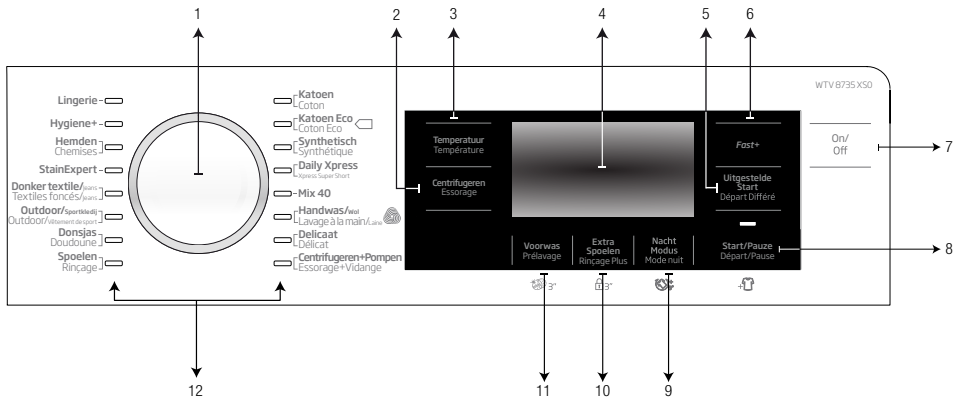 1
2
3
4
5
6
WTV 8735 XS0
Lingerie
Hygiene+
Hemden
Chemises
StainExpert
Donker textile/Jeans
Textiles foncés/Jeans
Outdoor/Sportkledij
Outdoor/Vêtement de sport
Donsjas
Doudoune
Spoelen
Rinçage
Katoen
Coton
Katoen Eco
Coton Eco
Synthetisch
Synthétique
Daily Xpress
Xpress Super Short
Mix 40
Handwas/Wol
Lavage à la main/Laine
Delicaat
Délicat
Centrifugeren+Pompen
Essorage+Vidange
Temperatuur
Température
Centrifugeren
Essorage
Fast+
Uitgestelde
Start
Départ Différé
Voorwas
Prélavage
Extra
Spoelen
Rinçage Plus
Nacht
Modus
Mode nuit
Start/Pauze
Départ/Pause
On/
Off
7
8
3"
3"
+
12
11
10
9